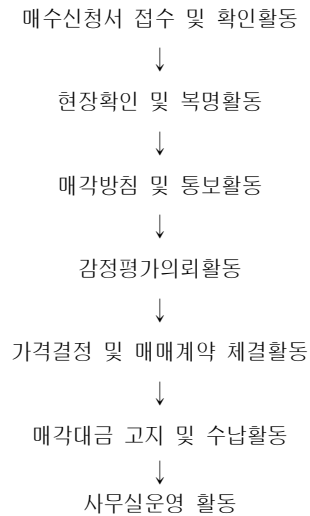 매수신청서 접수 및 확인활동
↓
현장확인 및 복명활동
↓
매각방침 및 통보활동
↓
감정평가의뢰활동
↓
가격결정 및 매매계약 체결활동
↓
매각대금 고지 및 수납활동
↓
사무실운영 활동